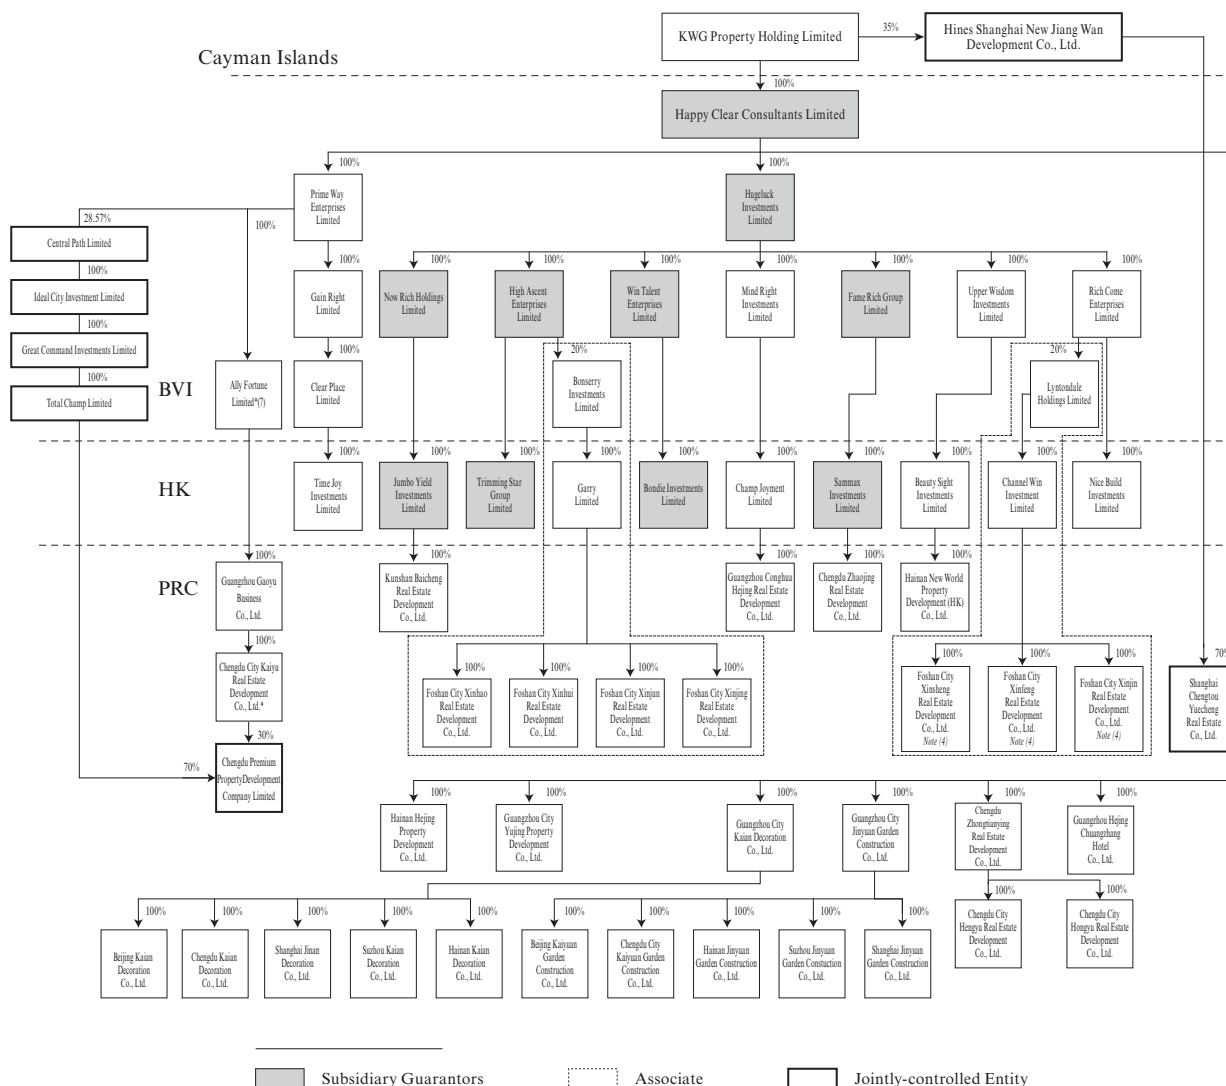 KWG Property Holding Limited
35%
Hines Shanghai New Jiang Wan
Development Co., Ltd.
Cayman Islands
100%
Happy Clear Consultants Limited
100%
100%
Prime Way
Enterprises
Limited
Hugeluck
Investments
Limited
28.57%
100%
Central Path Limited
100%
Ideal City Investment Limited
100%
Great Command Investments Limited
100%
Total Champ Limited
100%
100%
100%
100%
100%
100%
100%
100%
Gain Right
Limited
Now Rich Holdings
Limited
High Ascent
Enterprises
Limited
Win Talent
Enterprises
Limited
Mind Right
Investments
Limited
Fame Rich Group
Limited
Upper Wisdom
Investments
Limited
Rich Come
Enterprises
Limited
100%
20%
20%
BVI
Ally Fortune
Limited*(7)
Clear Place
Limited
Bonserry
Investments
Limited
Lyntondale
Holdings Limited
100%
100%
100%
100%
100%
100%
100%
100%
100%
100%
HK
Time Joy
Investments
Limited
Jumbo Yield
Investments
Limited
Trimming Star
Group
Limited
Garry
Limited
Bondie Investments
Limited
Champ Joyment
Limited
Sammax
Investments
Limited
Beauty Sight
Investments
Limited
Channel Win
Investment
Limited
Nice Build
Investments
Limited
100%
100%
100%
100%
100%
PRC
Guangzhou Gaoyu
Business
Co., Ltd.
Kunshan Baicheng
Real Estate
Development
Co., Ltd.
Guangzhou Conghua
Hejing Real Estate
Development
Co., Ltd.
Chengdu Zhaojing
Real Estate
Development
Co., Ltd.
Hainan New World
Property
Development (HK)
Co., Ltd.
100%
Chengdu City Kaiyu
Real Estate
Development
Co., Ltd.*
100%
100%
100%
100%
100%
100%
100%
70%
Foshan City Xinhao
Real Estate
Development
Co., Ltd.
Foshan City Xinhui
Real Estate
Development
Co., Ltd.
Foshan City Xinjun
Real Estate
Development
Co., Ltd.
Foshan City Xinjing
Real Estate
Development
Co., Ltd.
Foshan City
Xinsheng
Real Estate
Development
Co., Ltd.
Note (4)
Foshan City
Xinfeng
Real Estate
Development
Co., Ltd.
Note (4)
Foshan City Xinjin
Real Estate
Development
Co., Ltd.
Note (4)
Shanghai
Chengtou
Yuecheng
Real Estate
Co., Ltd.
30%
70%
Chengdu Premium
PropertyDevelopment
Company Limited
100%
100%
100%
100%
100%
100%
Hainan Hejing
Property
Development
Co., Ltd.
Guangzhou City
Yujing Property
Development
Co., Ltd.
Guangzhou City
Kaian Decoration
Co., Ltd.
Guangzhou City
Jinyuan Garden
Construction
Co., Ltd.
Chengdu
Zhongtianying
Real Estate
Development
Co., Ltd.
Guangzhou Hejing
Chuangzhang
Hotel
Co., Ltd.
100%
100%
Chengdu City
Hengyu Real Estate
Development
Co., Ltd.
Chengdu City
Hongyu Real Estate
Development
Co., Ltd.
100%
100%
100%
100%
100%
100%
100%
100%
100%
100%
Beijing Kaian
Decoration
Co., Ltd.
Chengdu Kaian
Decoration
Co., Ltd.
Shanghai Jinan
Decoration
Co., Ltd.
Suzhou Kaian
Decoration
Co., Ltd.
Hainan Kaian
Decoration
Co., Ltd.
Beijing Kaiyuan
Garden
Construction
Co., Ltd.
Chengdu City
Kaiyuan Garden
Construction
Co., Ltd.
Hainan Jinyuan
Garden Construction
Co., Ltd.
Suzhou Jinyuan
Garden Constuction
Co., Ltd.
Shanghai Jinyuan
Garden Construction
Co., Ltd.
Subsidiary Guarantors
Associate
Jointly-controlled Entity